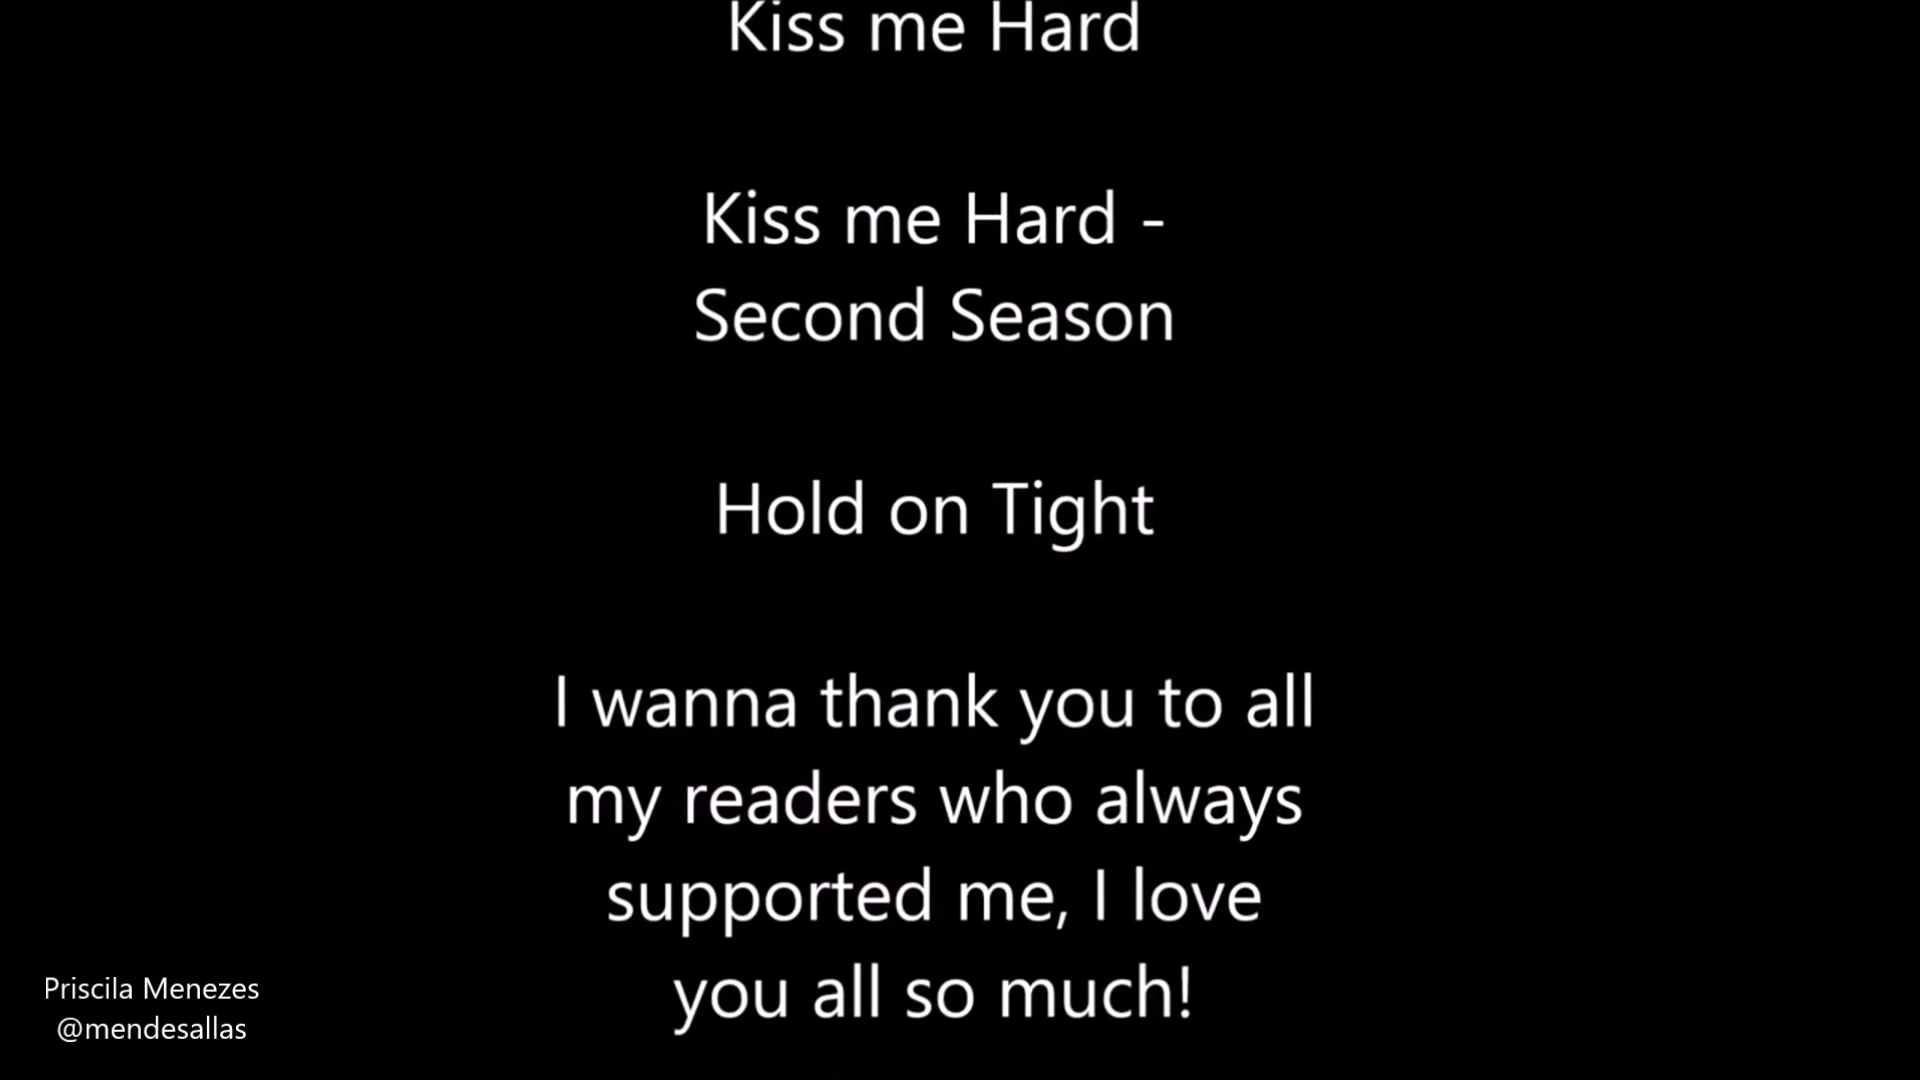 Kiss me Hard
Kiss me Hard -
Second Season
Hold on Tight
I wanna thank you to all
my readers who always
supported me, I love
you all so much!
Priscila Menezes
@mendesallas